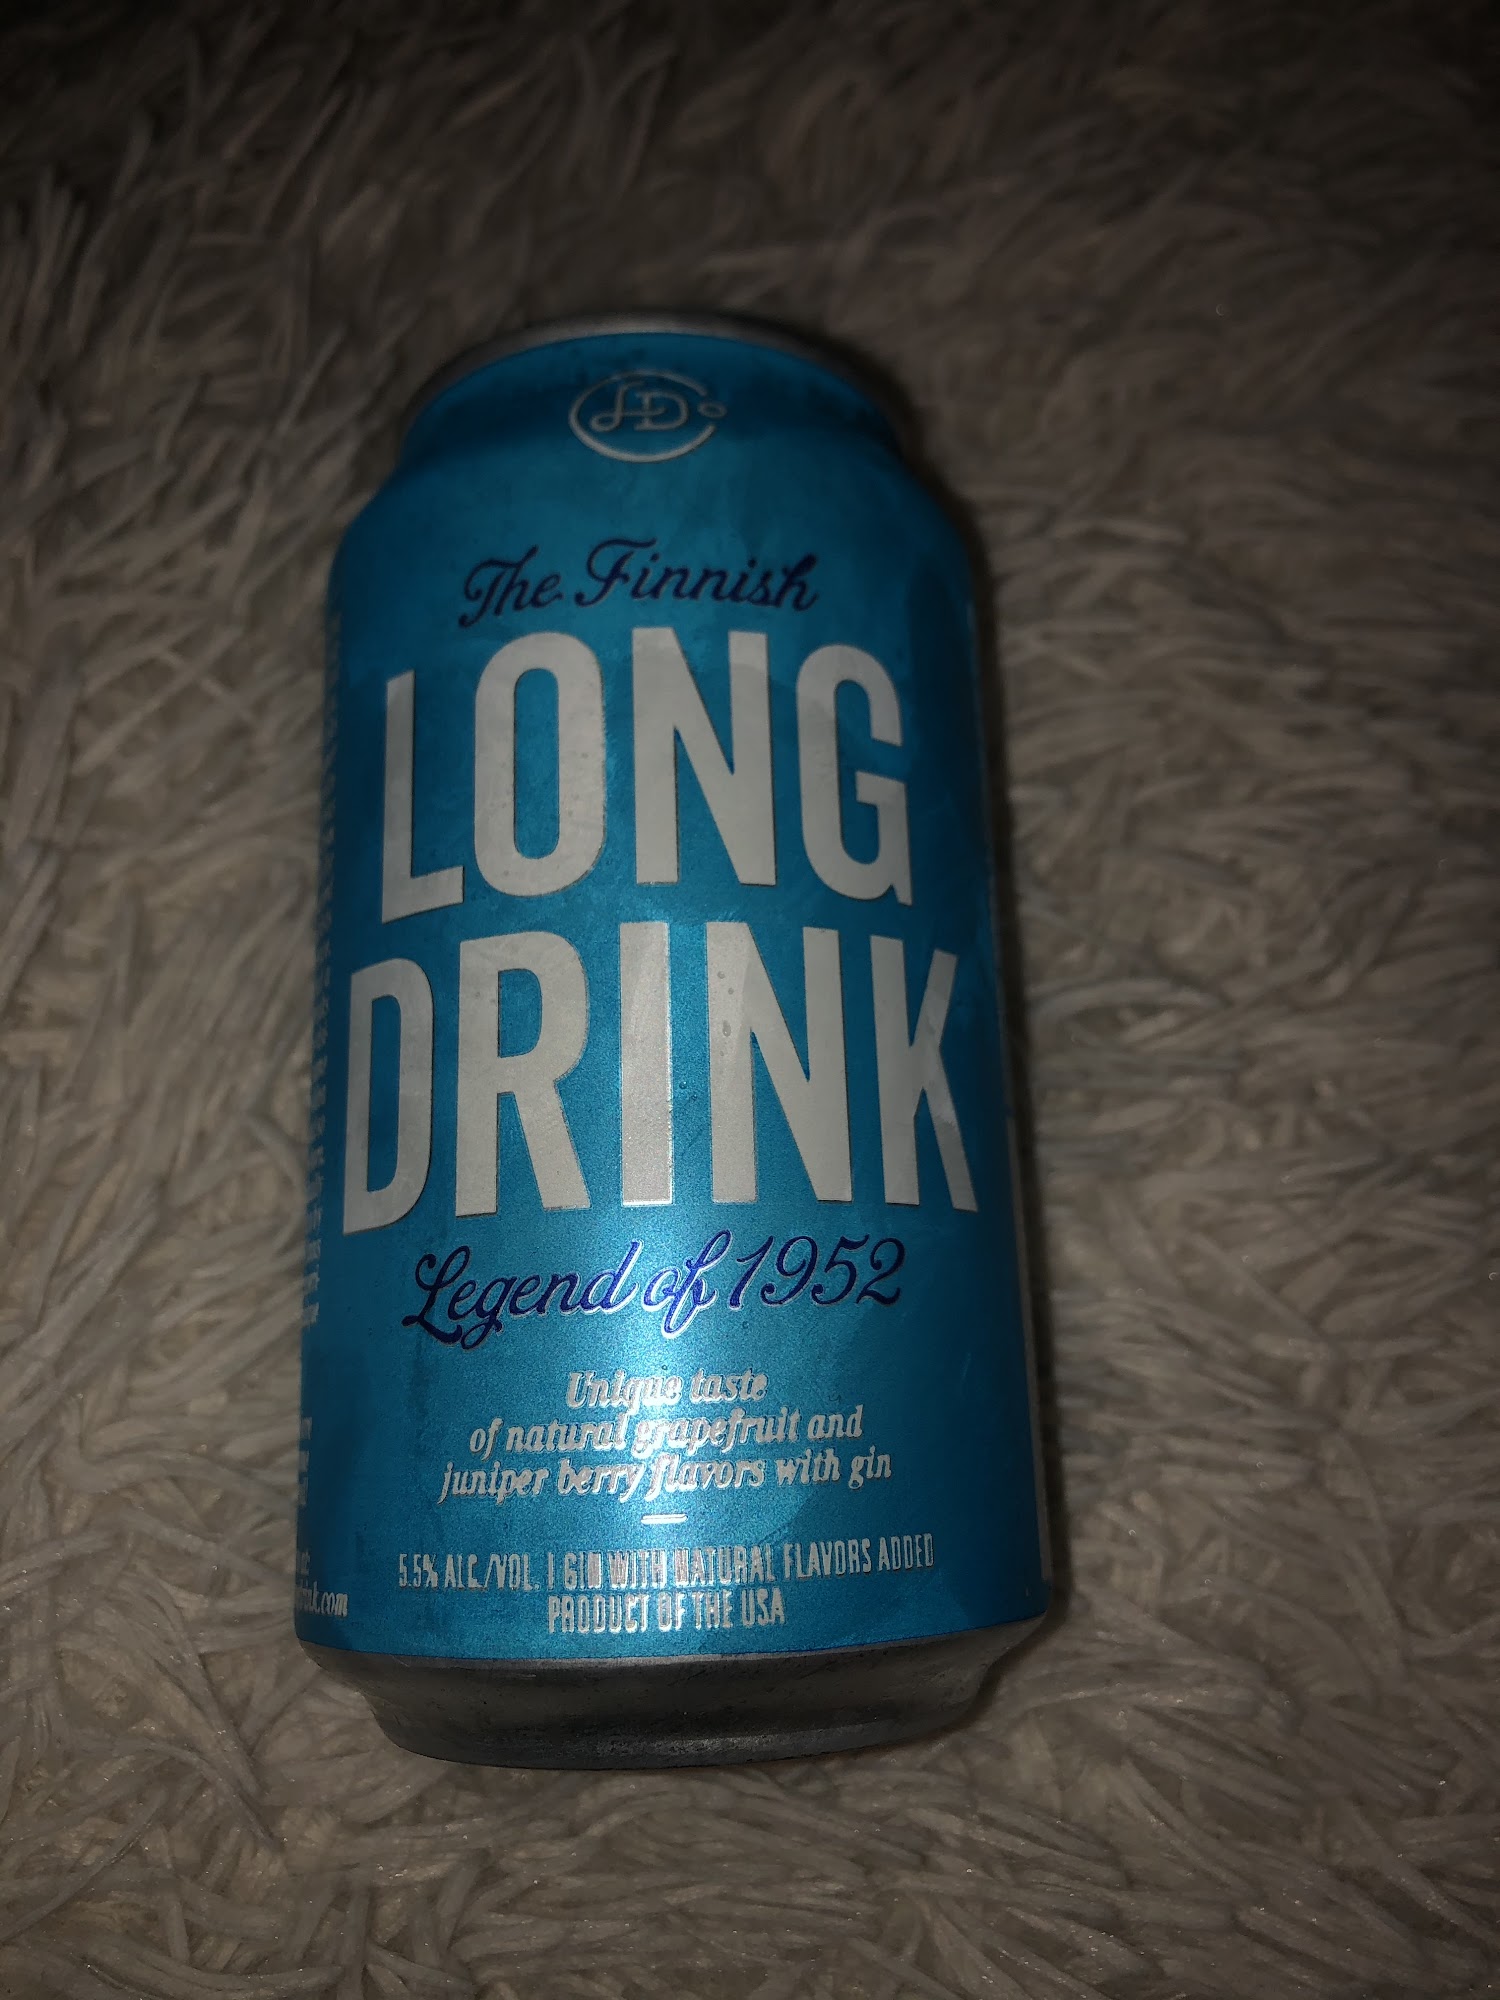 LD
The Finnish
LONG
DRINK
Legend of 1952
Unique taste
of natural grapefruit and
juniper berry flavors with gin
5.5% ALC./VOL. | GIN WITH NATURAL FLAVORS ADDED
PRODUCT OF THE USA
.com